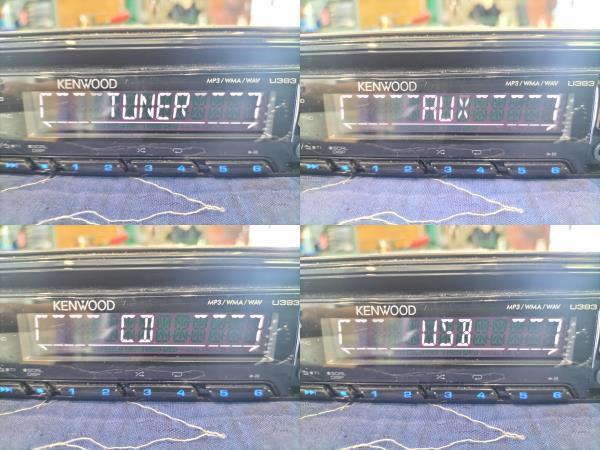 KENWOOD MP3/WMA/WAV U383
TUNER
1 2 3 4 5 6
KENWOOD MP3/WMA/WAV U383
AUX
1 2 3 4 5 6
KENWOOD MP3/WMA/WAV U383
CD
1 2 3 4 5 6
KENWOOD MP3/WMA/WAV U383
USB
1 2 3 4 5 6